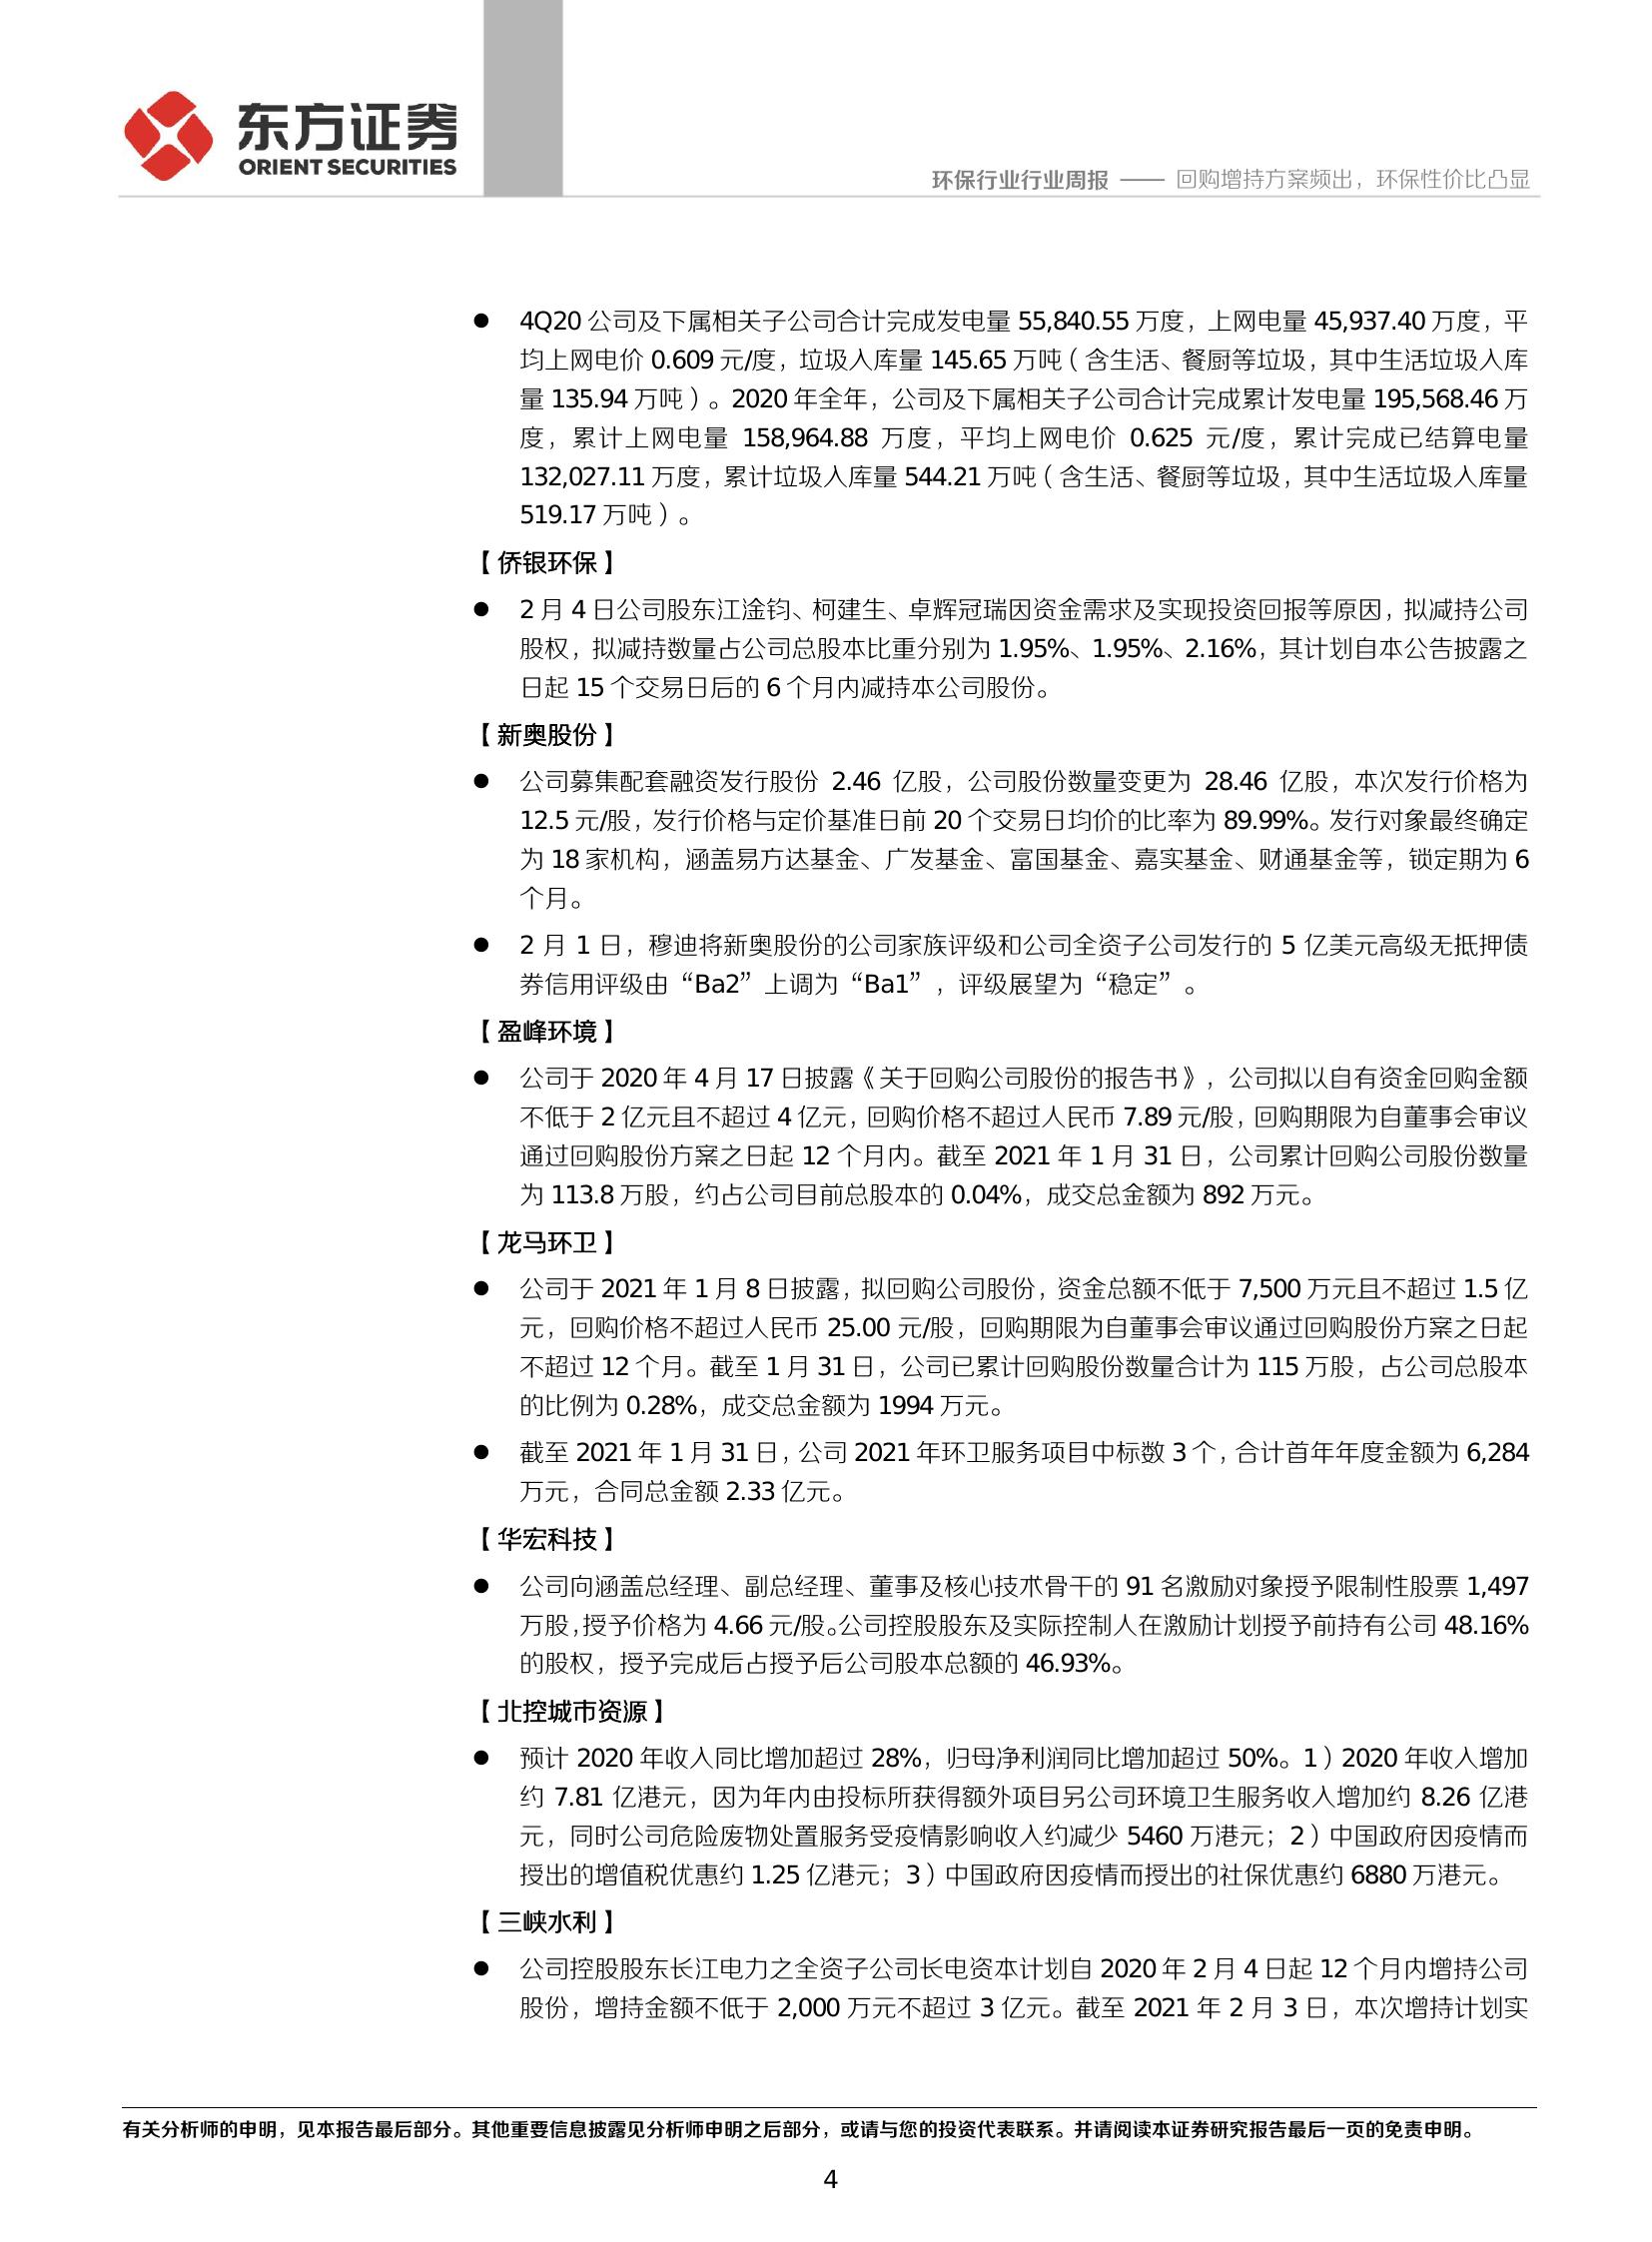 东方证券
ORIENT SECURITIES
环保行业行业周报 —— 回购增持方案频出，环保性价比凸显
● 4Q20 公司及下属相关子公司合计完成发电量 55,840.55 万度，上网电量 45,937.40 万度，平
均上网电价 0.609 元/度，垃圾入库量 145.65 万吨（含生活、餐厨等垃圾，其中生活垃圾入库
量 135.94 万吨）。2020 年全年，公司及下属相关子公司合计完成累计发电量 195,568.46 万
度，累计上网电量 158,964.88 万度，平均上网电价 0.625 元/度，累计完成已结算电量
132,027.11 万度，累计垃圾入库量 544.21 万吨（含生活、餐厨等垃圾，其中生活垃圾入库量
519.17 万吨）。
【侨银环保】
● 2 月 4 日公司股东江淦钧、柯建生、卓辉冠瑞因资金需求及实现投资回报等原因，拟减持公司
股权，拟减持数量占公司总股本比重分别为 1.95%、1.95%、2.16%，其计划自本公告披露之
日起 15 个交易日后的 6 个月内减持本公司股份。
【新奥股份】
● 公司募集配套融资发行股份 2.46 亿股，公司股份数量变更为 28.46 亿股，本次发行价格为
12.5 元/股，发行价格与定价基准日前 20 个交易日均价的比率为 89.99%。发行对象最终确定
为 18 家机构，涵盖易方达基金、广发基金、富国基金、嘉实基金、财通基金等，锁定期为 6
个月。
● 2 月 1 日，穆迪将新奥股份的公司家族评级和公司全资子公司发行的 5 亿美元高级无抵押债
券信用评级由“Ba2”上调为“Ba1”，评级展望为“稳定”。
【盈峰环境】
● 公司于 2020 年 4 月 17 日披露《关于回购公司股份的报告书》，公司拟以自有资金回购金额
不低于 2 亿元且不超过 4 亿元，回购价格不超过人民币 7.89 元/股，回购期限为自董事会审议
通过回购股份方案之日起 12 个月内。截至 2021 年 1 月 31 日，公司累计回购公司股份数量
为 113.8 万股，约占公司目前总股本的 0.04%，成交总金额为 892 万元。
【龙马环卫】
● 公司于 2021 年 1 月 8 日披露，拟回购公司股份，资金总额不低于 7,500 万元且不超过 1.5 亿
元，回购价格不超过人民币 25.00 元/股，回购期限为自董事会审议通过回购股份方案之日起
不超过 12 个月。截至 1 月 31 日，公司已累计回购股份数量合计为 115 万股，占公司总股本
的比例为 0.28%，成交总金额为 1994 万元。
● 截至 2021 年 1 月 31 日，公司 2021 年环卫服务项目中标数 3 个，合计首年年度金额为 6,284
万元，合同总金额 2.33 亿元。
【华宏科技】
● 公司向涵盖总经理、副总经理、董事及核心技术骨干的 91 名激励对象授予限制性股票 1,497
万股，授予价格为 4.66 元/股。公司控股股东及实际控制人在激励计划授予前持有公司 48.16%
的股权，授予完成后占授予后公司股本总额的 46.93%。
【北控城市资源】
● 预计 2020 年收入同比增加超过 28%，归母净利润同比增加超过 50%。1）2020 年收入增加
约 7.81 亿港元，因为年内由投标所获得额外项目另公司环境卫生服务收入增加约 8.26 亿港
元，同时公司危险废物处置服务受疫情影响收入约减少 5460 万港元；2）中国政府因疫情而
授出的增值税优惠约 1.25 亿港元；3）中国政府因疫情而授出的社保优惠约 6880 万港元。
【三峡水利】
● 公司控股股东长江电力之全资子公司长电资本计划自 2020 年 2 月 4 日起 12 个月内增持公司
股份，增持金额不低于 2,000 万元不超过 3 亿元。截至 2021 年 2 月 3 日，本次增持计划实
有关分析师的申明，见本报告最后部分。其他重要信息披露见分析师申明之后部分，或请与您的投资代表联系。并请阅读本证券研究报告最后一页的免责申明。
4